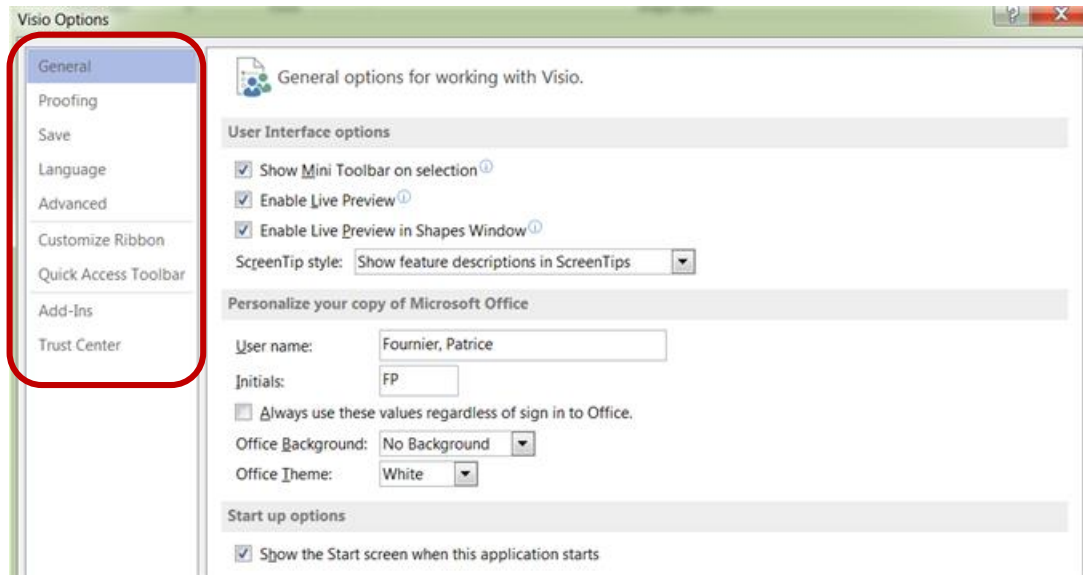 Visio Options
General
Proofing
Save
Language
Advanced
Customize Ribbon
Quick Access Toolbar
Add-Ins
Trust Center
General options for working with Visio.
User Interface options
Show Mini Toolbar on selection
Enable Live Preview
Enable Live Preview in Shapes Window
ScreenTip style: Show feature descriptions in ScreenTips
Personalize your copy of Microsoft Office
User name: Fournier, Patrice
Initials: FP
Always use these values regardless of sign in to Office.
Office Background: No Background
Office Theme: White
Start up options
Show the Start screen when this application starts